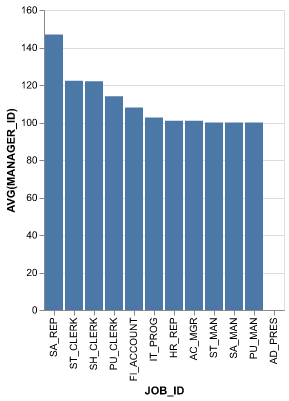 160
140
120
100
80
60
40
20
0
AVG(MANAGER_ID)
SA_REP
ST_CLERK
SH_CLERK
PU_CLERK
FI_ACCOUNT
IT_PROG
HR_REP
AC_MGR
ST_MAN
SA_MAN
PU_MAN
AD_PRES
JOB_ID